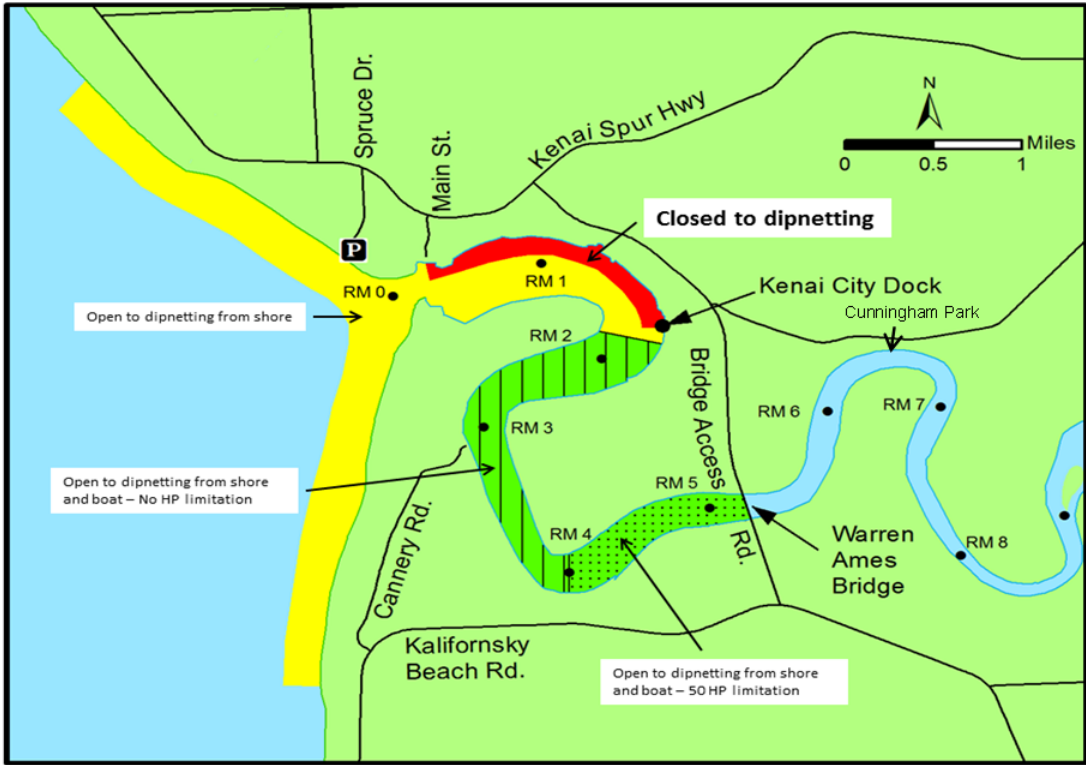 Spruce Dr.
Main St.
Kenai Spur Hwy
N
Miles
0 0.5 1
Closed to dipnetting
P
RM 0
RM 1
Kenai City Dock
Cunningham Park
Open to dipnetting from shore
RM 2
Bridge Access
Rd.
RM 6
RM 7
RM 3
Open to dipnetting from shore
and boat – No HP limitation
RM 5
RM 4
Warren
Ames
Bridge
RM 8
Cannery Rd.
Kalifornsky
Beach Rd.
Open to dipnetting from shore
and boat – 50 HP limitation